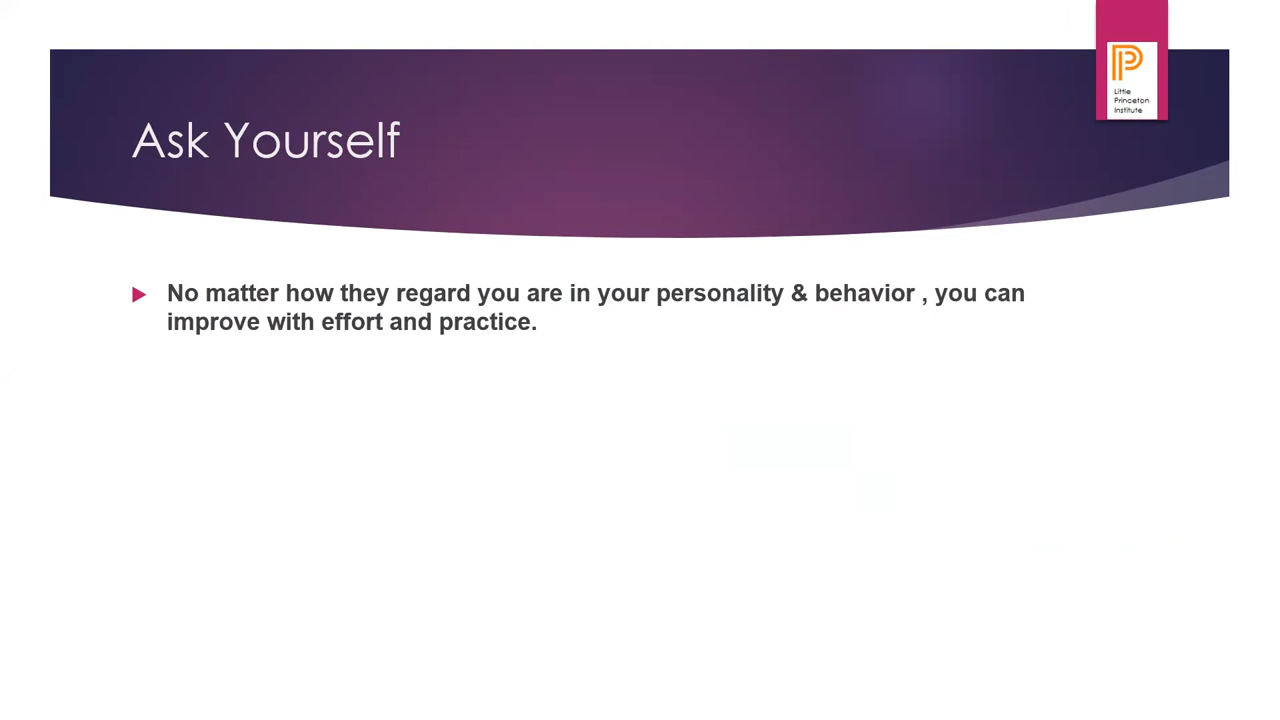 Little
Princeton
Institute
Ask Yourself
No matter how they regard you are in your personality & behavior , you can
improve with effort and practice.